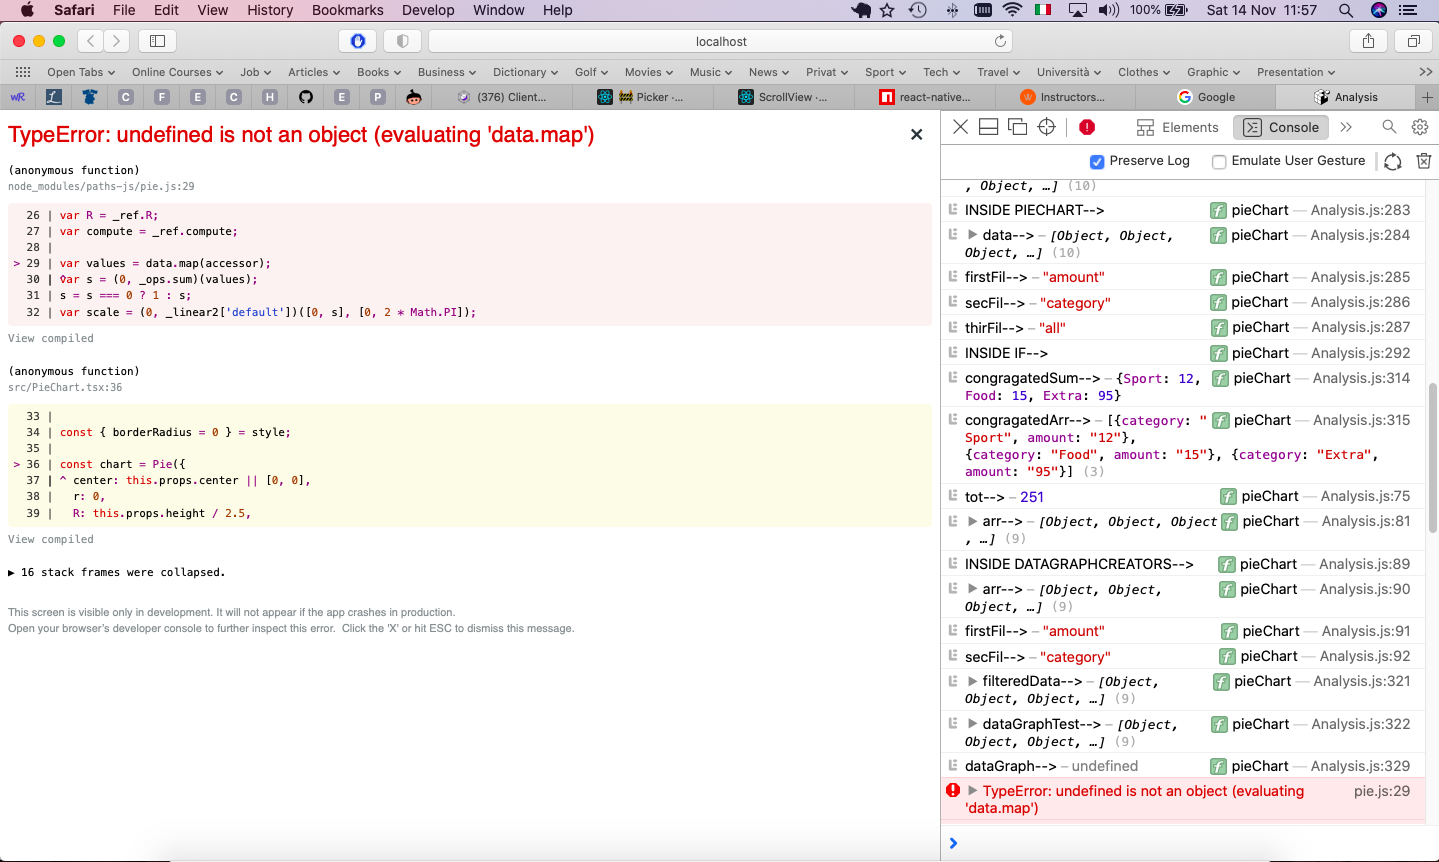 Safari File Edit View History Bookmarks Develop Window Help 100% Sat 14 Nov 11:57
localhost
Open Tabs Online Courses Job Articles Books Business Dictionary Golf Movies Music News Privat Sport Tech Travel Università Clothes Graphic Presentation >>
wR L C F E C H E P (376) Client... Picker ·... ScrollView ·... react-native... Instructors... Google Analysis
TypeError: undefined is not an object (evaluating 'data.map')
(anonymous function)
node_modules/paths-js/pie.js:29
26 | var R = _ref.R;
27 | var compute = _ref.compute;
28 |
> 29 | var values = data.map(accessor);
30 | ^var s = (0, _ops.sum)(values);
31 | s = s === 0 ? 1 : s;
32 | var scale = (0, _linear2['default'])([0, s], [0, 2 * Math.PI]);
View compiled
(anonymous function)
src/PieChart.tsx:36
33 |
34 | const { borderRadius = 0 } = style;
35 |
> 36 | const chart = Pie({
37 | ^ center: this.props.center || [0, 0],
38 | r: 0,
39 | R: this.props.height / 2.5,
View compiled
▶ 16 stack frames were collapsed.
This screen is visible only in development. It will not appear if the app crashes in production.
Open your browser's developer console to further inspect this error. Click the 'X' or hit ESC to dismiss this message.
Elements Console >>
Preserve Log Emulate User Gesture
, Object, …] (10)
INSIDE PIECHART--> f pieChart — Analysis.js:283
▶ data--> – [Object, Object, f pieChart — Analysis.js:284
Object, …] (10)
firstFil--> – "amount" f pieChart — Analysis.js:285
secFil--> – "category" f pieChart — Analysis.js:286
thirFil--> – "all" f pieChart — Analysis.js:287
INSIDE IF--> f pieChart — Analysis.js:292
congragatedSum--> – {Sport: 12, f pieChart — Analysis.js:314
Food: 15, Extra: 95}
congragatedArr--> – [{category: " f pieChart — Analysis.js:315
Sport", amount: "12"},
{category: "Food", amount: "15"}, {category: "Extra",
amount: "95"}] (3)
tot--> – 251 f pieChart — Analysis.js:75
▶ arr--> – [Object, Object, Object f pieChart — Analysis.js:81
, …] (9)
INSIDE DATAGRAPHCREATORS--> f pieChart — Analysis.js:89
▶ arr--> – [Object, Object, f pieChart — Analysis.js:90
Object, …] (9)
firstFil--> – "amount" f pieChart — Analysis.js:91
secFil--> – "category" f pieChart — Analysis.js:92
▶ filteredData--> – [Object, f pieChart — Analysis.js:321
Object, Object, …] (9)
▶ dataGraphTest--> – [Object, f pieChart — Analysis.js:322
Object, Object, …] (9)
dataGraph--> – undefined f pieChart — Analysis.js:329
▶ TypeError: undefined is not an object (evaluating pie.js:29
'data.map')